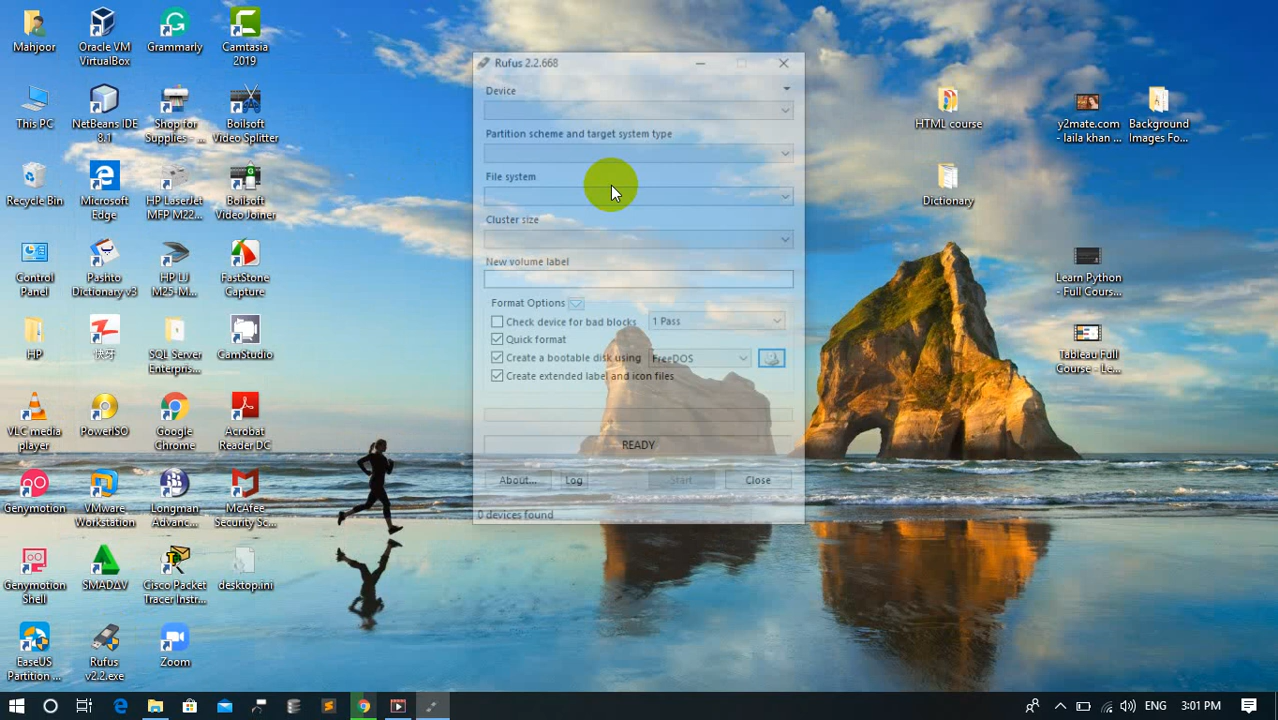 Mahjoor
Oracle VM
VirtualBox
Grammarly
Camtasia
2019
This PC
NetBeans IDE
8.1
Shop for
Supplies - ...
Boilsoft
Video Splitter
Recycle Bin
Microsoft
Edge
HP LaserJet
MFP M22...
Boilsoft
Video Joiner
Control
Panel
Pashto
Dictionary v3
HP LJ
M25-M...
FastStone
Capture
HP
快牙
SQL Server
Enterpris...
CamStudio
VLC media
player
PowerISO
Google
Chrome
Acrobat
Reader DC
Genymotion
VMware
Workstation
Longman
Advanc...
McAfee
Security Sc...
Genymotion
Shell
SMADΔV
Cisco Packet
Tracer Instr...
desktop.ini
EaseUS
Partition ...
Rufus
v2.2.exe
Zoom
Rufus 2.2.668
Device
Partition scheme and target system type
File system
Cluster size
New volume label
Format Options
Check device for bad blocks
1 Pass
Quick format
Create a bootable disk using
FreeDOS
Create extended label and icon files
READY
About...
Log
Start
Close
0 devices found
HTML course
y2mate.com
- laila khan ...
Background
Images Fo...
Dictionary
Learn Python
- Full Cours...
Tableau Full
Course - Le...
ENG
3:01 PM